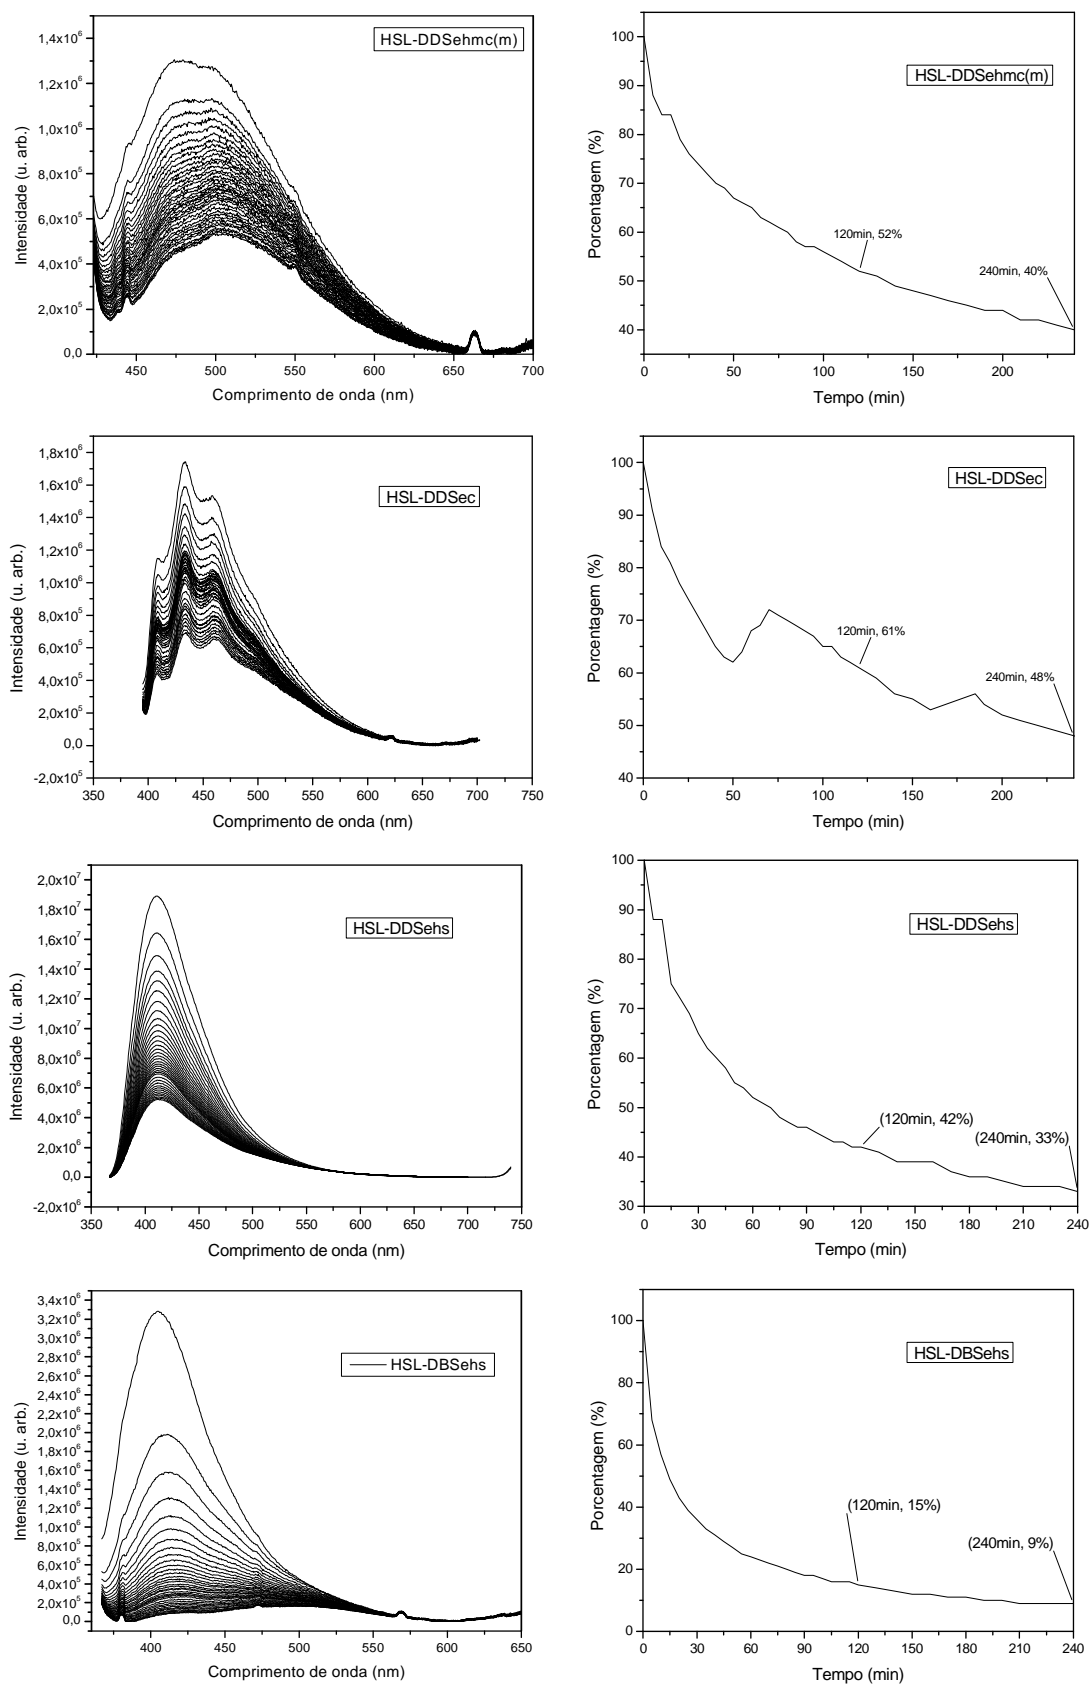 HSL-DDSehmc(m)
Intensidade (u. arb.)
1,4x10⁶
1,2x10⁶
1,0x10⁶
8,0x10⁵
6,0x10⁵
4,0x10⁵
2,0x10⁵
0,0
450 500 550 600 650 700
Comprimento de onda (nm)
HSL-DDSehmc(m)
Porcentagem (%)
100
90
80
70
60
50
40
120min, 52%
240min, 40%
0 50 100 150 200
Tempo (min)
HSL-DDSec
Intensidade (u. arb.)
1,8x10⁶
1,6x10⁶
1,4x10⁶
1,2x10⁶
1,0x10⁶
8,0x10⁵
6,0x10⁵
4,0x10⁵
2,0x10⁵
0,0
-2,0x10⁵
350 400 450 500 550 600 650 700 750
Comprimento de onda (nm)
HSL-DDSec
Porcentagem (%)
100
90
80
70
60
50
40
120min, 61%
240min, 48%
0 50 100 150 200
Tempo (min)
HSL-DDSehs
Intensidade (u. arb.)
2,0x10⁷
1,8x10⁷
1,6x10⁷
1,4x10⁷
1,2x10⁷
1,0x10⁷
8,0x10⁶
6,0x10⁶
4,0x10⁶
2,0x10⁶
0,0
-2,0x10⁶
350 400 450 500 550 600 650 700 750
Comprimento de onda (nm)
HSL-DDSehs
Porcentagem (%)
100
90
80
70
60
50
40
30
(120min, 42%)
(240min, 33%)
0 30 60 90 120 150 180 210 240
Tempo (min)
HSL-DBSehs
Intensidade (u. arb.)
3,4x10⁶
3,2x10⁶
3,0x10⁶
2,8x10⁶
2,6x10⁶
2,4x10⁶
2,2x10⁶
2,0x10⁶
1,8x10⁶
1,6x10⁶
1,4x10⁶
1,2x10⁶
1,0x10⁶
8,0x10⁵
6,0x10⁵
4,0x10⁵
2,0x10⁵
0,0
400 450 500 550 600 650
Comprimento de onda (nm)
HSL-DBSehs
Porcentagem (%)
100
80
60
40
20
0
(120min, 15%)
(240min, 9%)
0 30 60 90 120 150 180 210 240
Tempo (min)